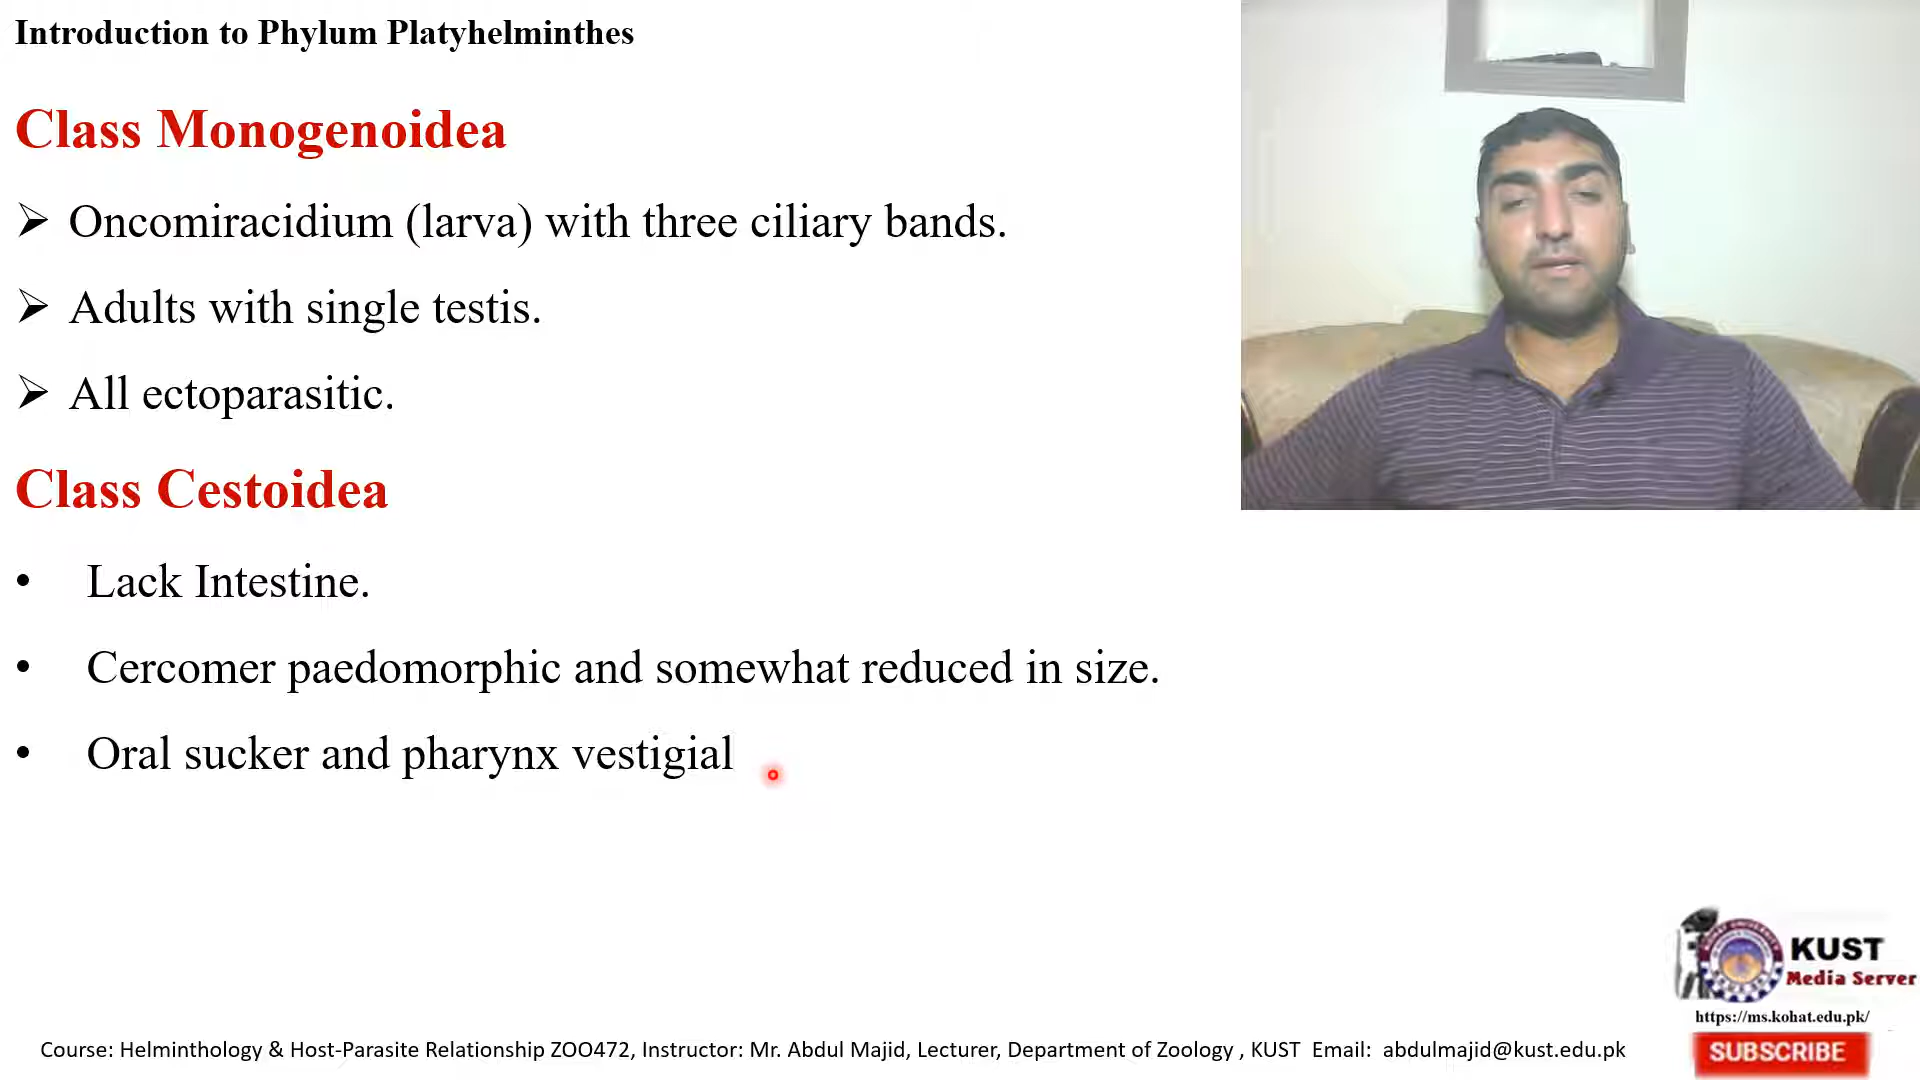 Introduction to Phylum Platyhelminthes
Class Monogenoidea
➢ Oncomiracidium (larva) with three ciliary bands.
➢ Adults with single testis.
➢ All ectoparasitic.
Class Cestoidea
• Lack Intestine.
• Cercomer paedomorphic and somewhat reduced in size.
• Oral sucker and pharynx vestigial
KUST
Media Server
https://ms.kohat.edu.pk/
SUBSCRIBE
Course: Helminthology & Host-Parasite Relationship ZOO472, Instructor: Mr. Abdul Majid, Lecturer, Department of Zoology , KUST Email: abdulmajid@kust.edu.pk